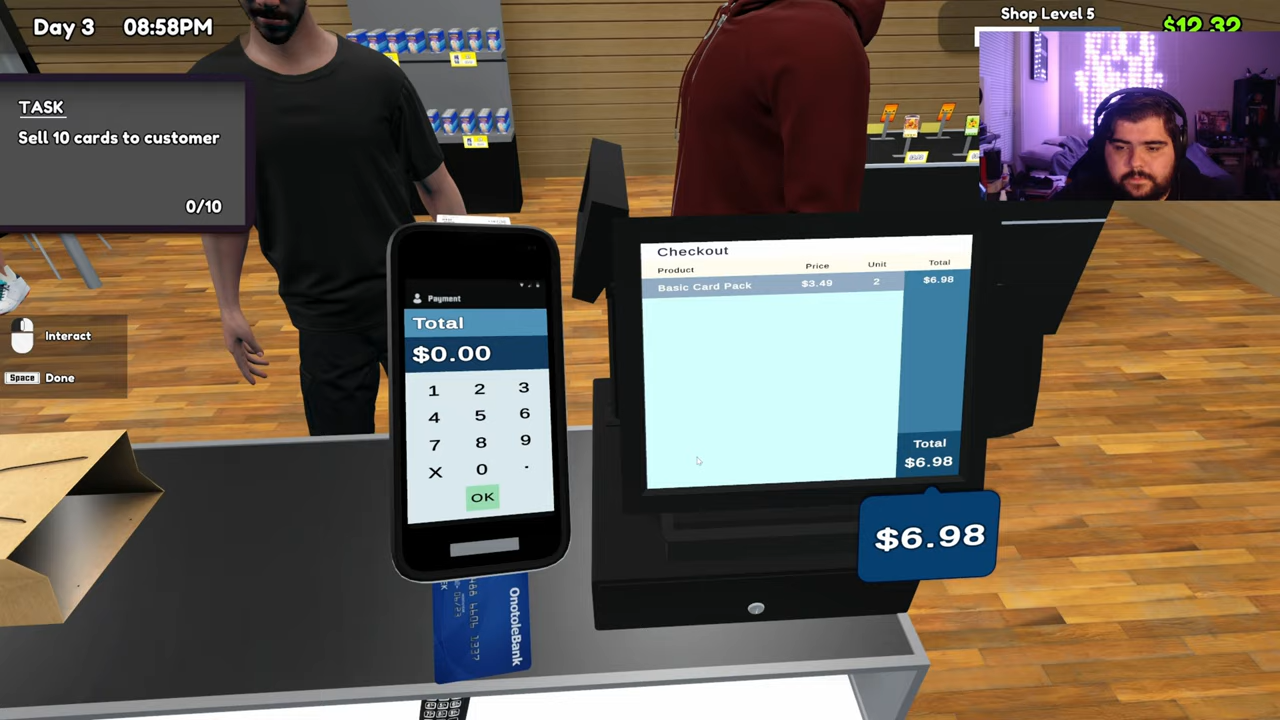 Day 3 08:58PM
Shop Level 5
$12.32
TASK
Sell 10 cards to customer
0/10
Interact
Space Done
Payment
Total
$0.00
1 2 3
4 5 6
7 8 9
X 0 .
OK
Checkout
Product Price Unit Total
Basic Card Pack $3.49 2 $6.98
Total
$6.98
$6.98
OnotoleBank